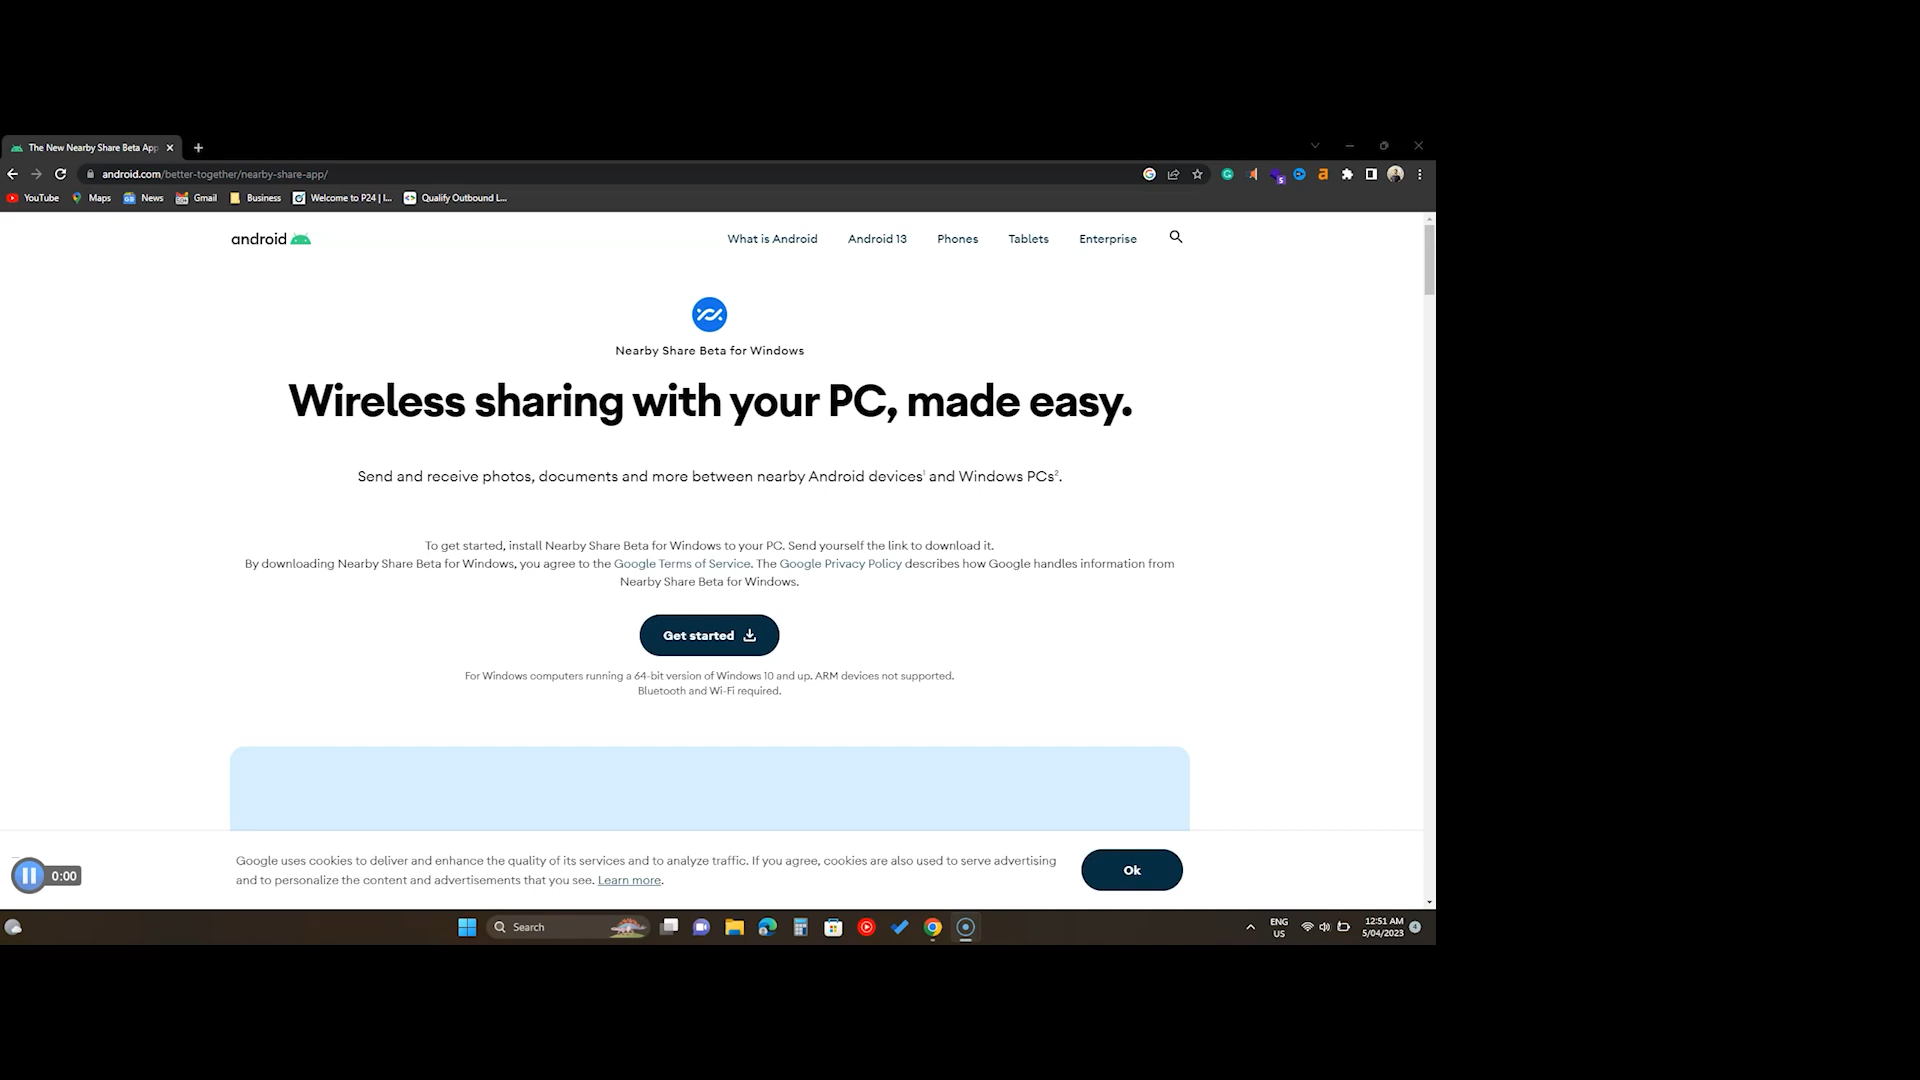 The New Nearby Share Beta App
android.com/better-together/nearby-share-app/
YouTube Maps News Gmail Business Welcome to P24 | I... Qualify Outbound L...
android What is Android Android 13 Phones Tablets Enterprise
Nearby Share Beta for Windows
Wireless sharing with your PC, made easy.
Send and receive photos, documents and more between nearby Android devices¹ and Windows PCs².
To get started, install Nearby Share Beta for Windows to your PC. Send yourself the link to download it.
By downloading Nearby Share Beta for Windows, you agree to the Google Terms of Service. The Google Privacy Policy describes how Google handles information from
Nearby Share Beta for Windows.
Get started
For Windows computers running a 64-bit version of Windows 10 and up. ARM devices not supported.
Bluetooth and Wi-Fi required.
Google uses cookies to deliver and enhance the quality of its services and to analyze traffic. If you agree, cookies are also used to serve advertising
and to personalize the content and advertisements that you see. Learn more.
Ok
0:00
Search
ENG
US
12:51 AM
5/04/2023
4